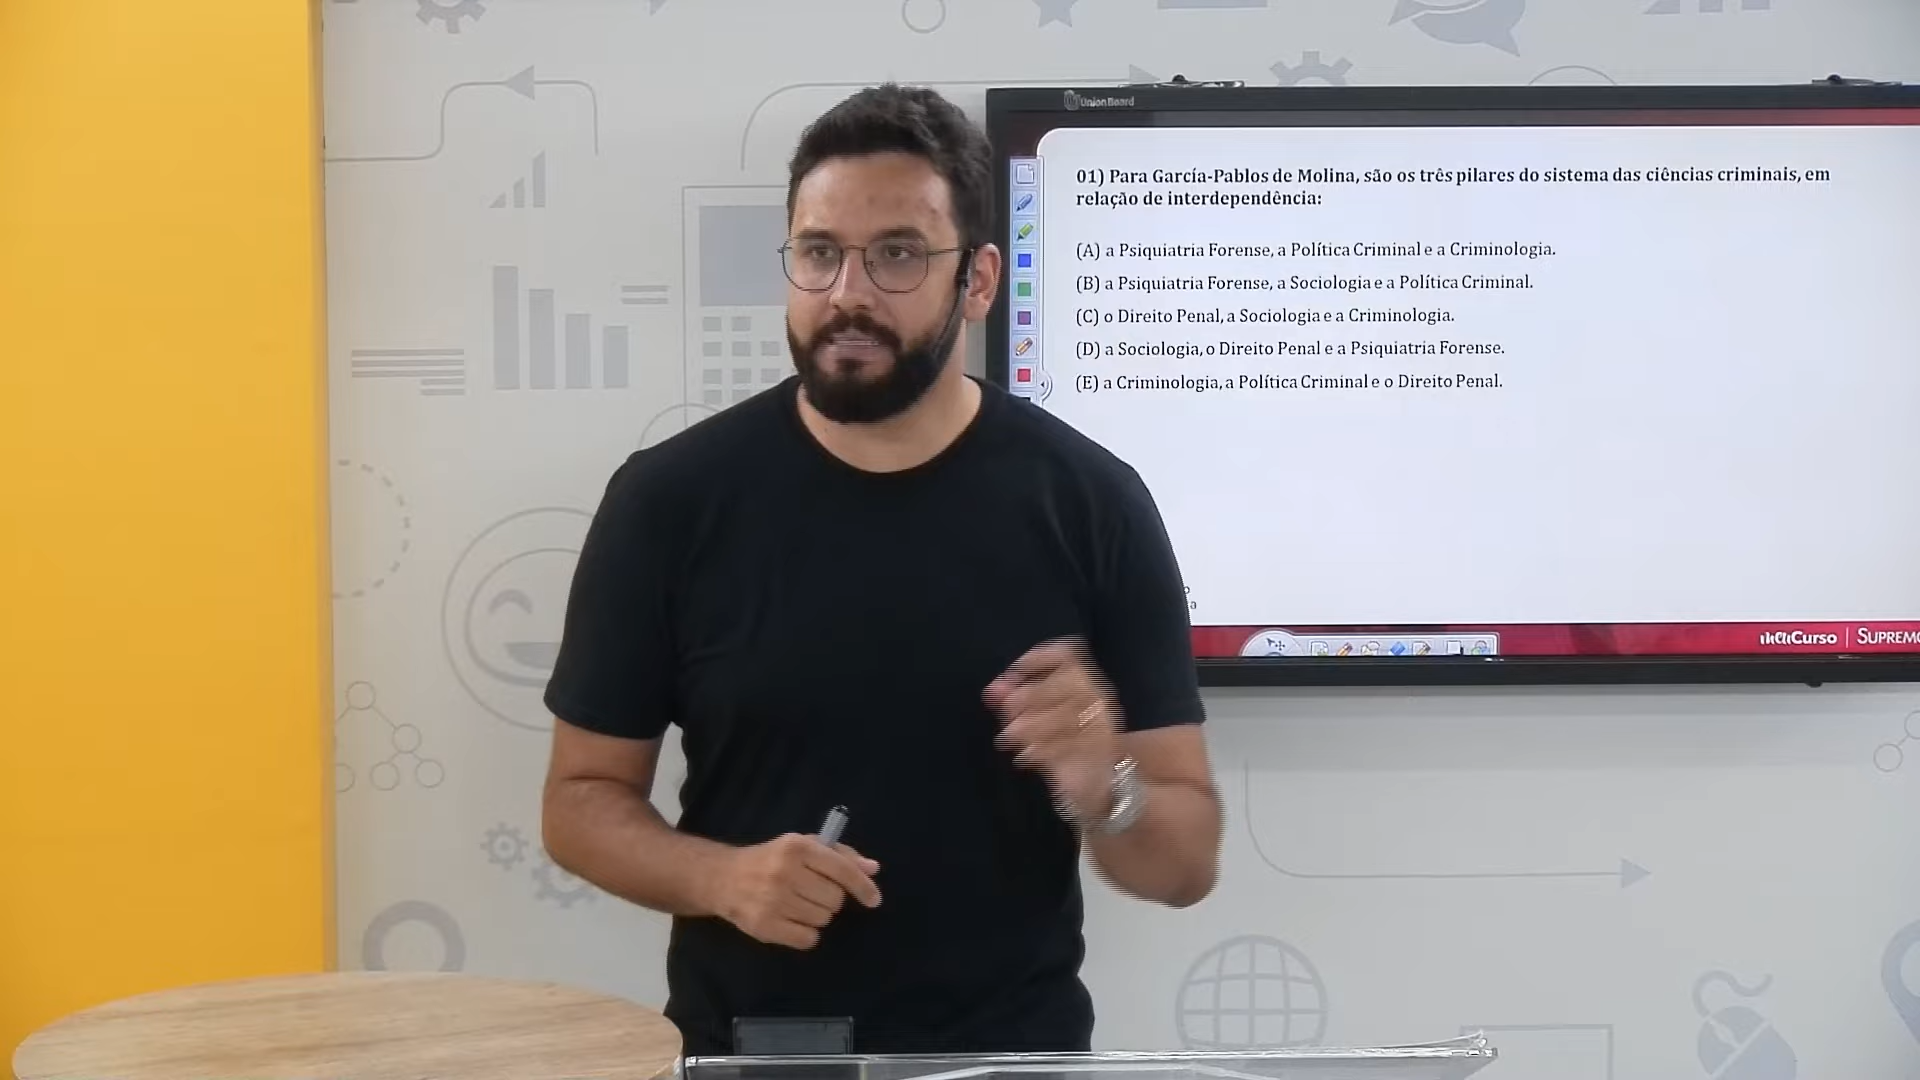 UnionBoard
01) Para García-Pablos de Molina, são os três pilares do sistema das ciências criminais, em
relação de interdependência:
(A) a Psiquiatria Forense, a Política Criminal e a Criminologia.
(B) a Psiquiatria Forense, a Sociologia e a Política Criminal.
(C) o Direito Penal, a Sociologia e a Criminologia.
(D) a Sociologia, o Direito Penal e a Psiquiatria Forense.
(E) a Criminologia, a Política Criminal e o Direito Penal.
Curso | SUPREMO